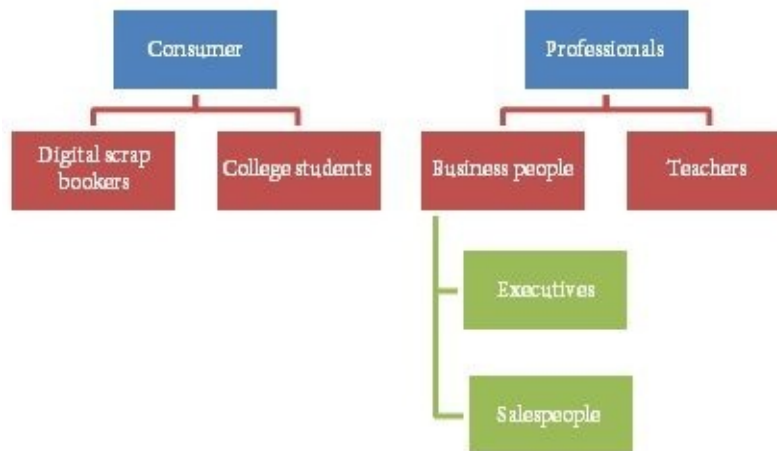 Consumer
Professionals
Digital scrap
bookers
College students
Business people
Teachers
Executives
Salespeople